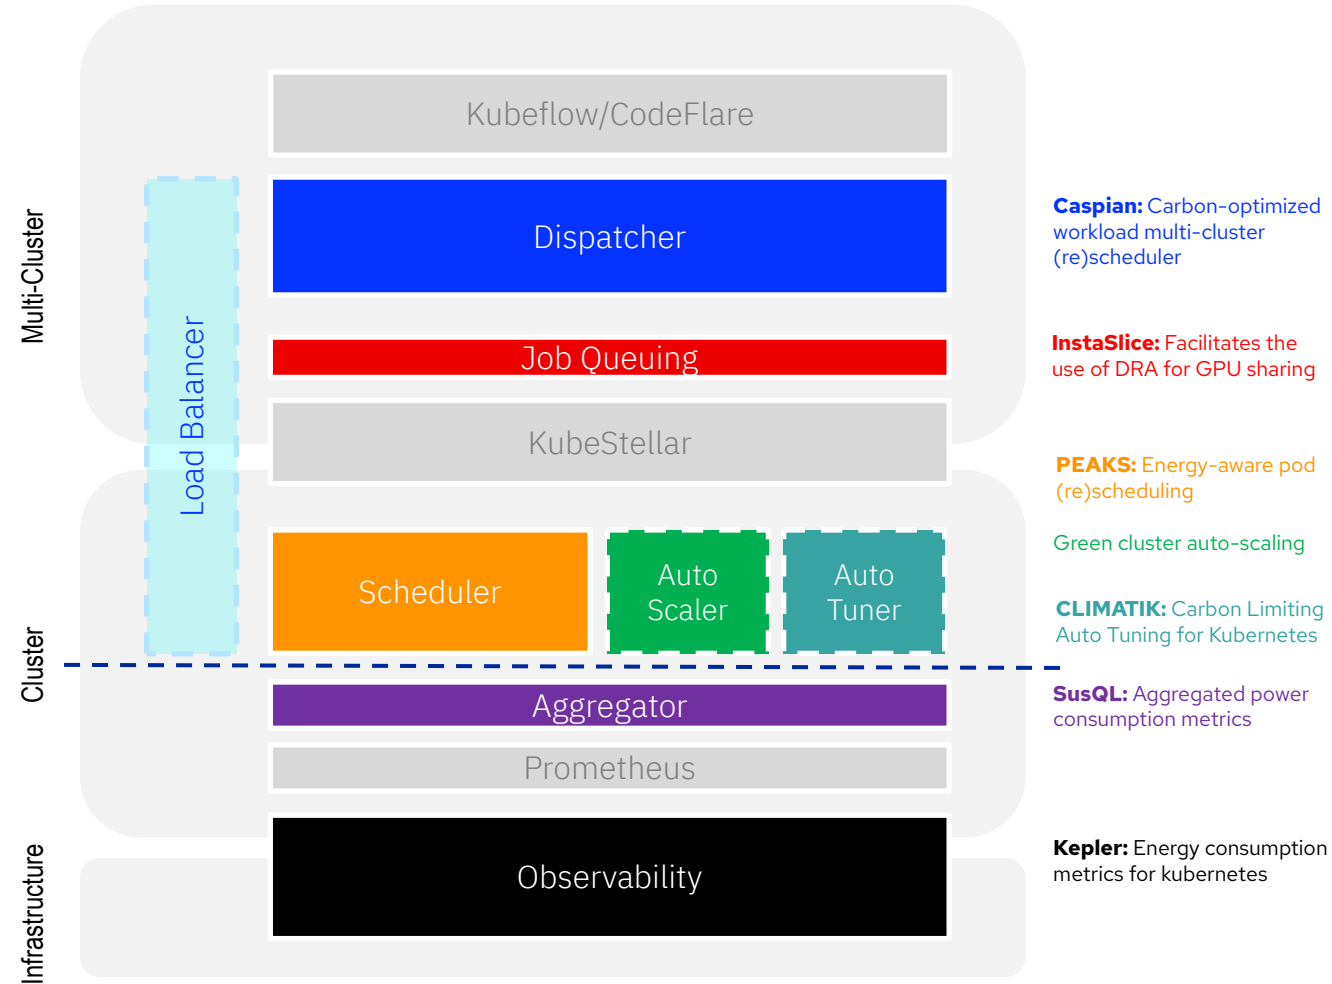 Multi-Cluster
Cluster
Infrastructure
Load Balancer
Kubeflow/CodeFlare
Dispatcher
Job Queuing
KubeStellar
Scheduler
Auto
Scaler
Auto
Tuner
Aggregator
Prometheus
Observability
Caspian: Carbon-optimized
workload multi-cluster
(re)scheduler
InstaSlice: Facilitates the
use of DRA for GPU sharing
PEAKS: Energy-aware pod
(re)scheduling
Green cluster auto-scaling
CLIMATIK: Carbon Limiting
Auto Tuning for Kubernetes
SusQL: Aggregated power
consumption metrics
Kepler: Energy consumption
metrics for kubernetes